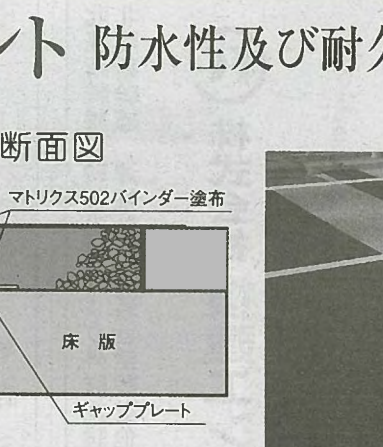 ント 防水性及び耐久
断面図
マトリクス502バインダー塗布
床版
ギャッププレート